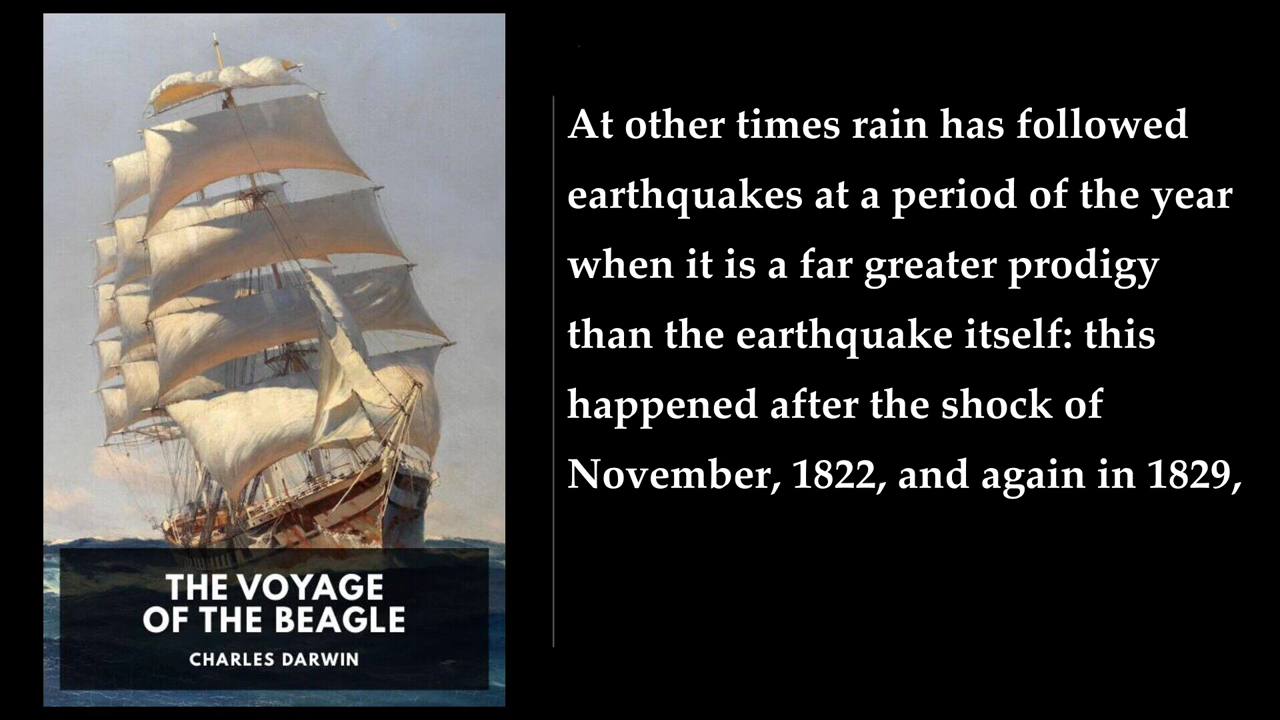 THE VOYAGE
OF THE BEAGLE
CHARLES DARWIN
At other times rain has followed
earthquakes at a period of the year
when it is a far greater prodigy
than the earthquake itself: this
happened after the shock of
November, 1822, and again in 1829,